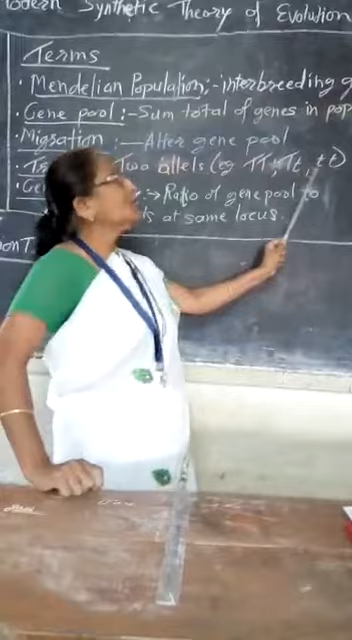 Modern Synthetic Theory of Evolution
Terms
• Mendelian Population:- interbreeding g
• Gene pool:- Sum total of genes in pop
• Migration:- Alter gene pool
Two allels (eg TT, Tt, tt)
Ge :→ Ratio of gene pool to
s at same locus.